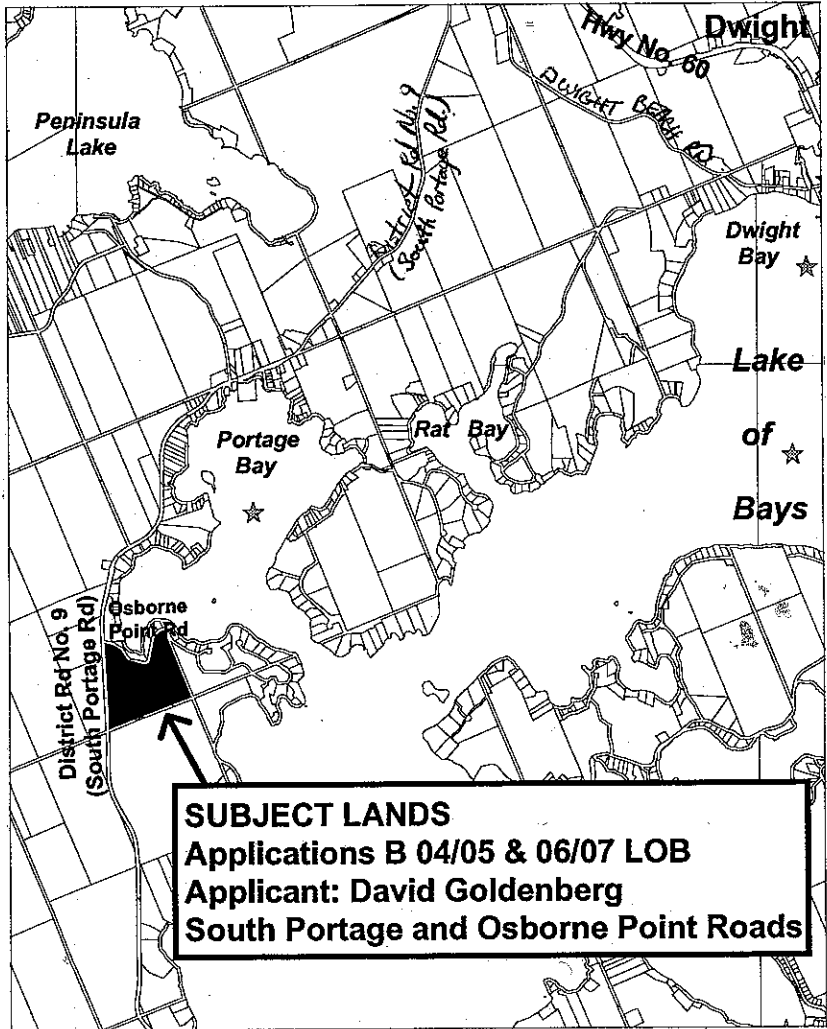 Dwight
Hwy No. 60
DWIGHT BEACH RD
Peninsula
Lake
District Rd No. 9
(South Portage Rd.)
Dwight
Bay
Lake
of
Bays
Rat Bay
Portage
Bay
Osborne
Point Rd
District Rd No. 9
(South Portage Rd)
SUBJECT LANDS
Applications B 04/05 & 06/07 LOB
Applicant: David Goldenberg
South Portage and Osborne Point Roads